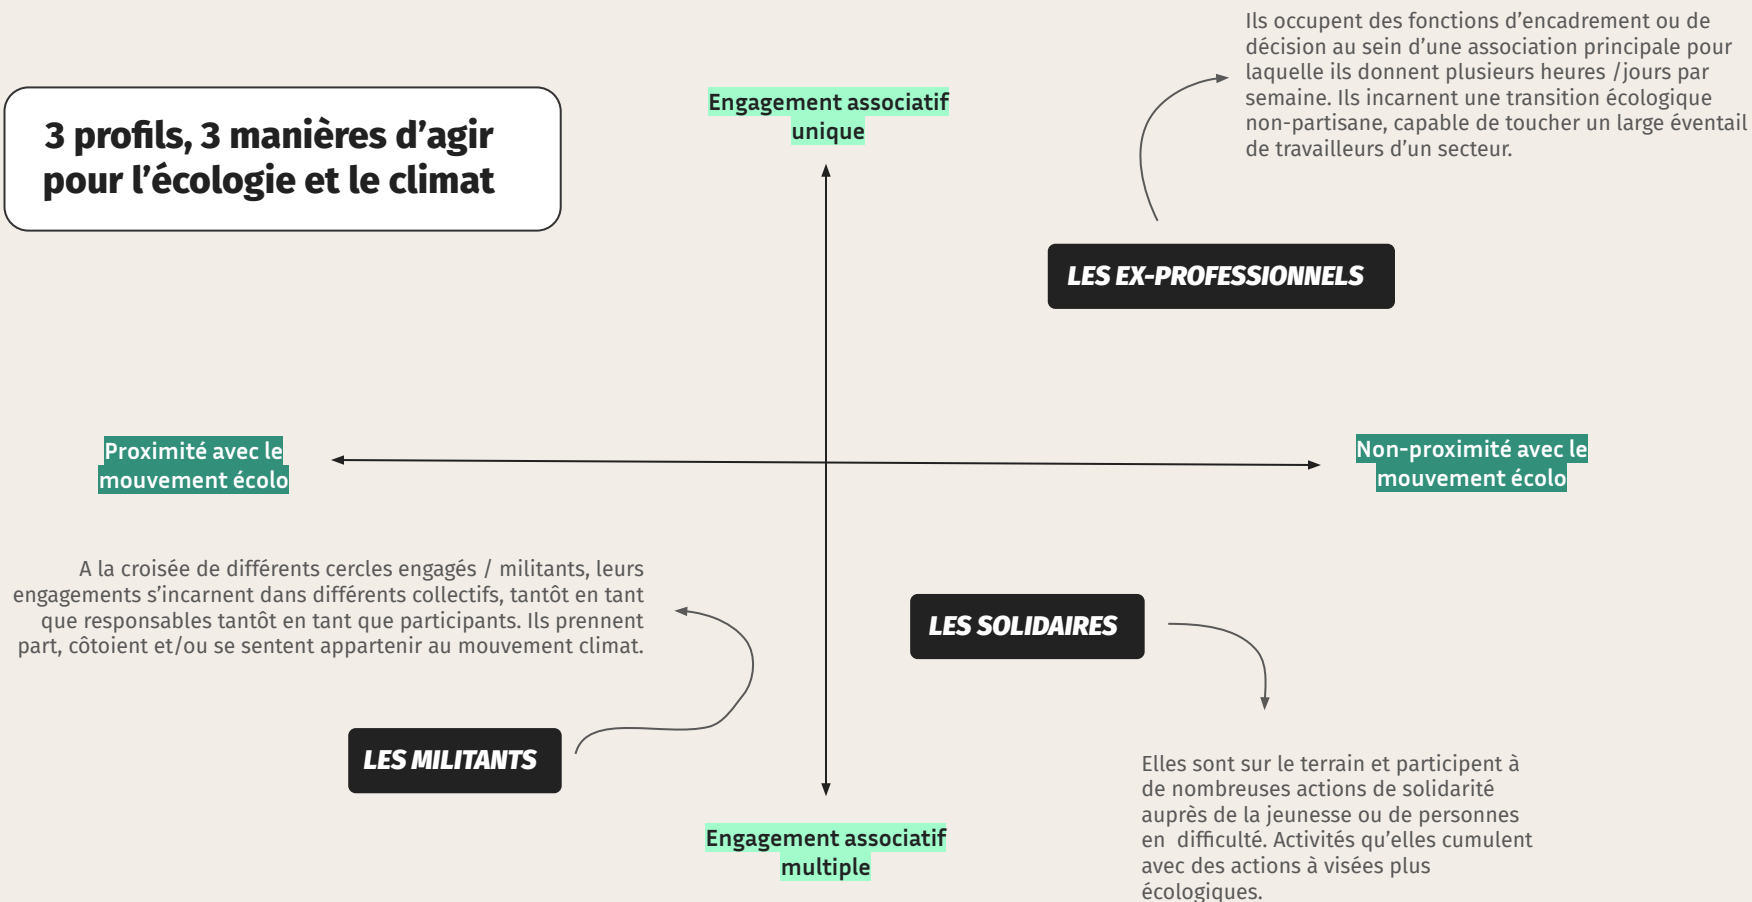 3 profils, 3 manières d’agir
pour l’écologie et le climat
Engagement associatif
unique
Ils occupent des fonctions d’encadrement ou de
décision au sein d’une association principale pour
laquelle ils donnent plusieurs heures /jours par
semaine. Ils incarnent une transition écologique
non-partisane, capable de toucher un large éventail
de travailleurs d’un secteur.
LES EX-PROFESSIONNELS
Proximité avec le
mouvement écolo
Non-proximité avec le
mouvement écolo
A la croisée de différents cercles engagés / militants, leurs
engagements s’incarnent dans différents collectifs, tantôt en tant
que responsables tantôt en tant que participants. Ils prennent
part, côtoient et/ou se sentent appartenir au mouvement climat.
LES SOLIDAIRES
LES MILITANTS
Elles sont sur le terrain et participent à
de nombreuses actions de solidarité
auprès de la jeunesse ou de personnes
en  difficulté. Activités qu’elles cumulent
avec des actions à visées plus
écologiques.
Engagement associatif
multiple